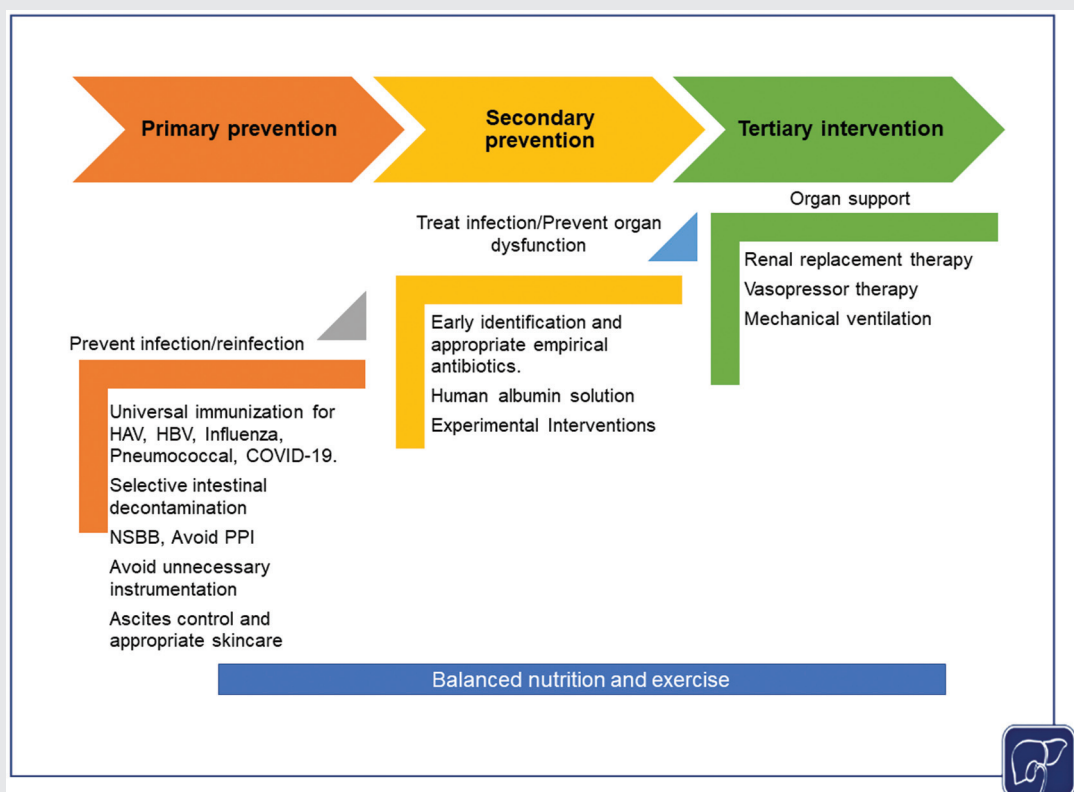 Primary prevention
Secondary
prevention
Tertiary intervention
Prevent infection/reinfection
Universal immunization for
HAV, HBV, Influenza,
Pneumococcal, COVID-19.
Selective intestinal
decontamination
NSBB, Avoid PPI
Avoid unnecessary
instrumentation
Ascites control and
appropriate skincare
Treat infection/Prevent organ
dysfunction
Early identification and
appropriate empirical
antibiotics.
Human albumin solution
Experimental Interventions
Organ support
Renal replacement therapy
Vasopressor therapy
Mechanical ventilation
Balanced nutrition and exercise